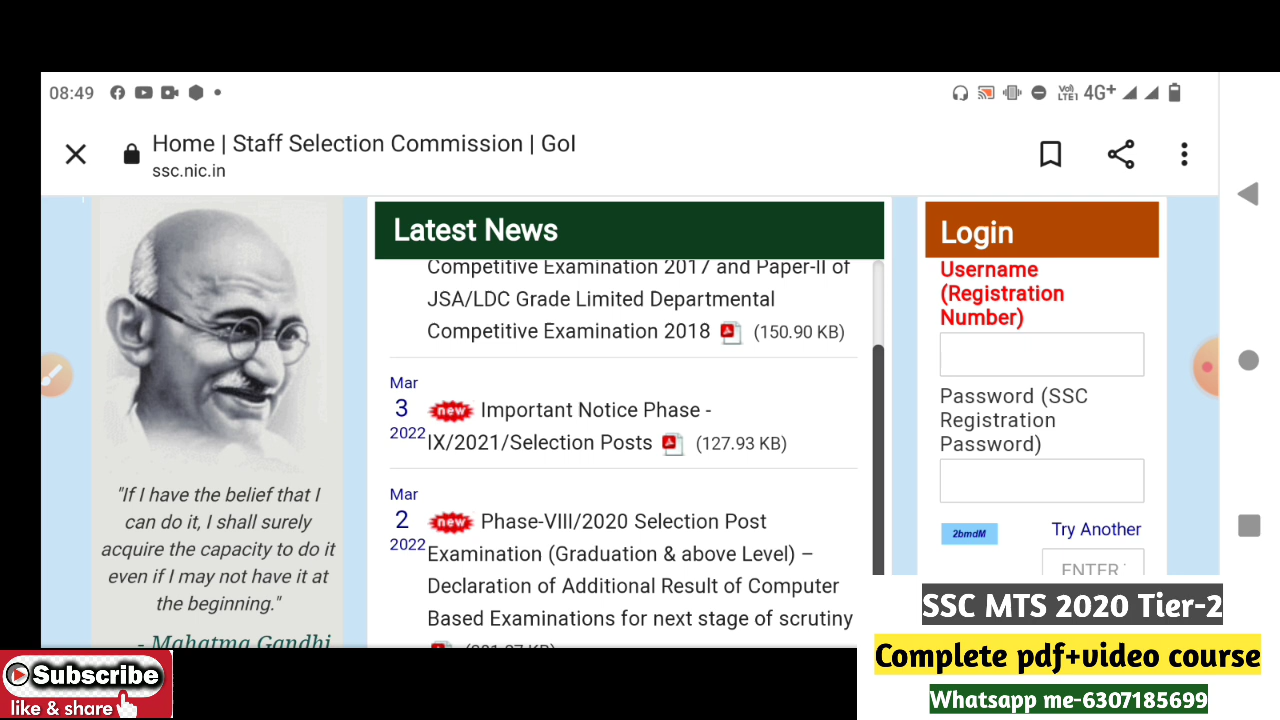 08:49
VoI) LTE1 4G+
Home | Staff Selection Commission | GoI
ssc.nic.in
Latest News
Competitive Examination 2017 and Paper-II of
JSA/LDC Grade Limited Departmental
Competitive Examination 2018 (150.90 KB)
Mar
3
2022
new Important Notice Phase -
IX/2021/Selection Posts (127.93 KB)
Mar
2
2022
new Phase-VIII/2020 Selection Post
Examination (Graduation & above Level) –
Declaration of Additional Result of Computer
Based Examinations for next stage of scrutiny
"If I have the belief that I
can do it, I shall surely
acquire the capacity to do it
even if I may not have it at
the beginning."
- Mahatma Gandhi
Login
Username
(Registration
Number)
Password (SSC
Registration
Password)
2bmdM
Try Another
ENTER
SSC MTS 2020 Tier-2
Complete pdf+video course
Whatsapp me-6307185699
Subscribe
like & share